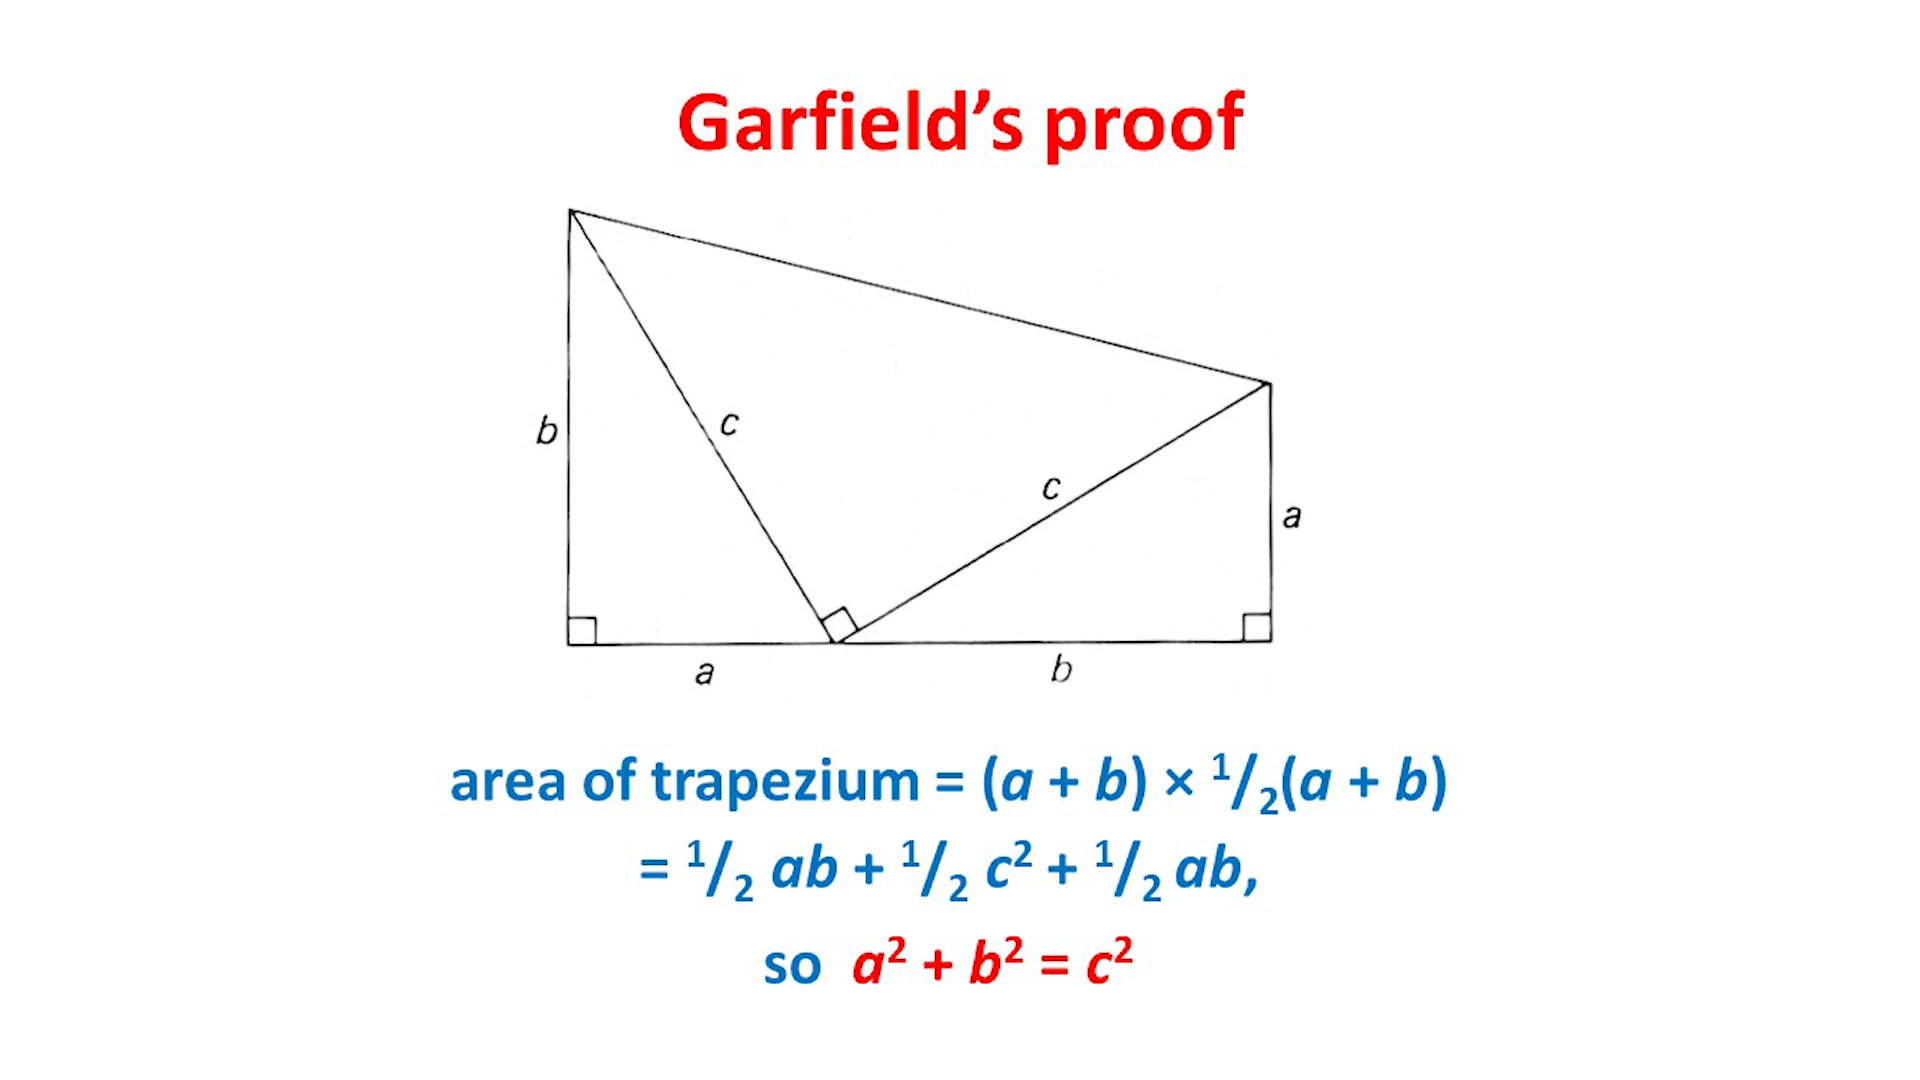 Garfield’s proof
b
c
c
a
a
b
area of trapezium = (a + b) × ¹/₂(a + b)
= ¹/₂ ab + ¹/₂ c² + ¹/₂ ab,
so a² + b² = c²